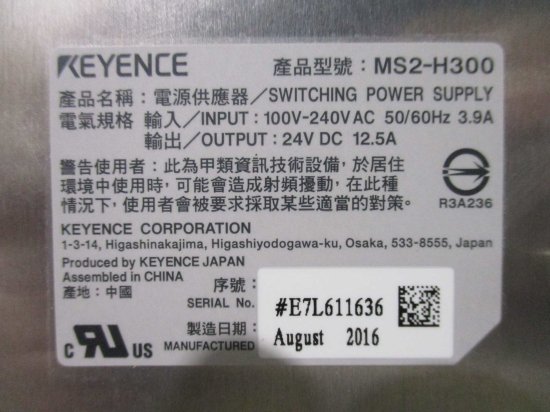 KEYENCE 產品型號：MS2-H300
產品名稱：電源供應器/SWITCHING POWER SUPPLY
電氣規格 輸入/INPUT: 100V-240V AC 50/60Hz 3.9A
輸出/OUTPUT: 24V DC 12.5A
警告使用者：此為甲類資訊技術設備，於居住
環境中使用時，可能會造成射頻擾動，在此種
情況下，使用者會被要求採取某些適當的對策。
R3A236
KEYENCE CORPORATION
1-3-14, Higashinakajima, Higashiyodogawa-ku, Osaka, 533-8555, Japan
Produced by KEYENCE JAPAN
Assembled in CHINA
產地：中國
序號：
SERIAL No.
#E7L611636
製造日期：
MANUFACTURED
August 2016
C RU US